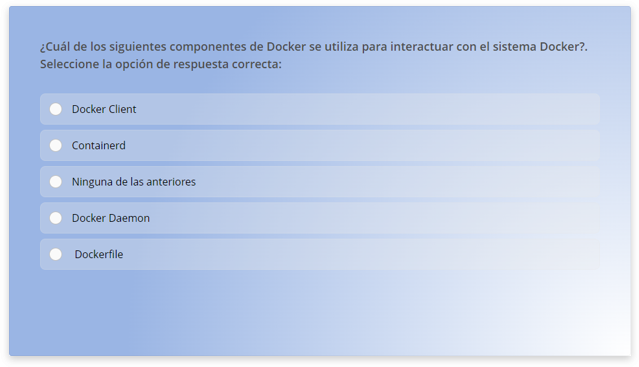 ¿Cuál de los siguientes componentes de Docker se utiliza para interactuar con el sistema Docker?.
Seleccione la opción de respuesta correcta:
Docker Client
Containerd
Ninguna de las anteriores
Docker Daemon
Dockerfile